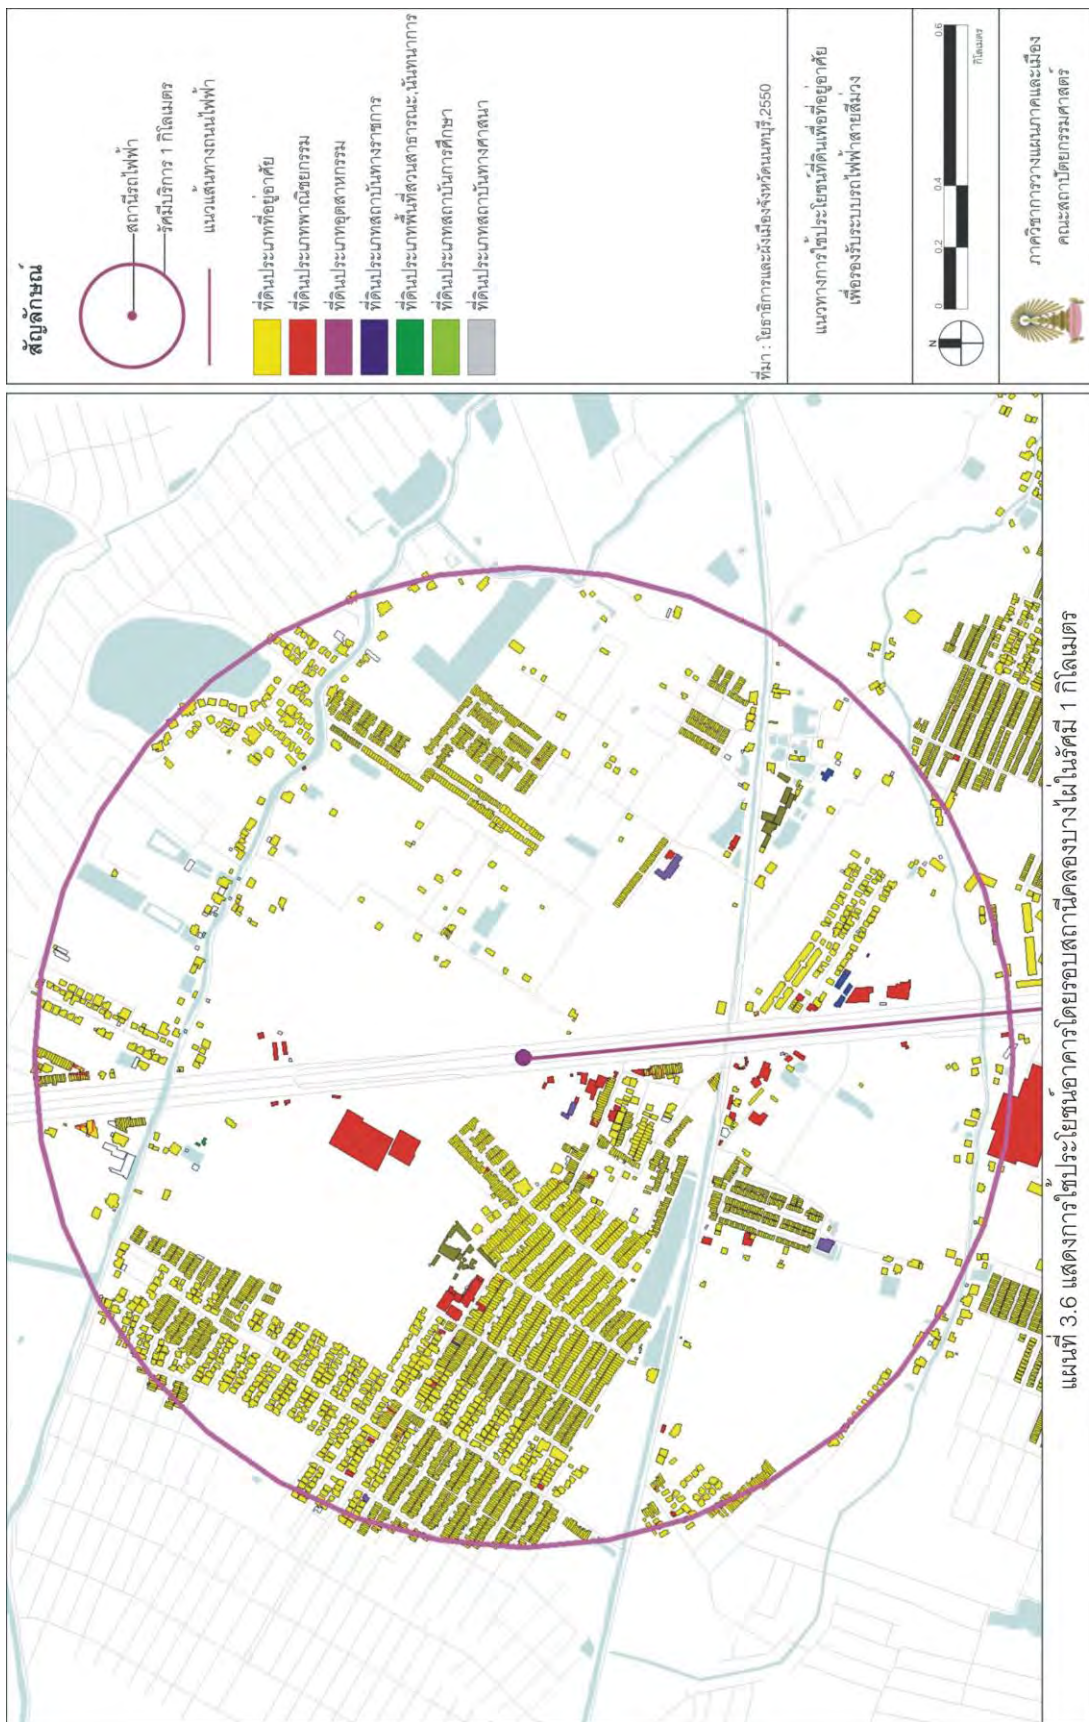 สัญลักษณ์
สถานีรถไฟฟ้า
รัศมีบริการ 1 กิโลเมตร
แนวเส้นทางถนนไฟฟ้า
ที่ดินประเภทที่อยู่อาศัย
ที่ดินประเภทพาณิชยกรรม
ที่ดินประเภทอุตสาหกรรม
ที่ดินประเภทสถาบันทางราชการ
ที่ดินประเภทพื้นที่สวนสาธารณะ,นันทนาการ
ที่ดินประเภทสถาบันการศึกษา
ที่ดินประเภทสถาบันทางศาสนา
ที่มา : โยธาธิการและผังเมืองจังหวัดนนทบุรี,2550
แนวทางการใช้ประโยชน์ที่ดินเพื่อที่อยู่อาศัย
เพื่อรองรับระบบรถไฟฟ้าสายสีม่วง
N
0 0.2 0.4 0.6
กิโลเมตร
ภาควิชาการวางแผนภาคและเมือง
คณะสถาปัตยกรรมศาสตร์
แผนที่ 3.6 แสดงการใช้ประโยชน์อาคารโดยรอบสถานีคลองบางไผ่ในรัศมี 1 กิโลเมตร